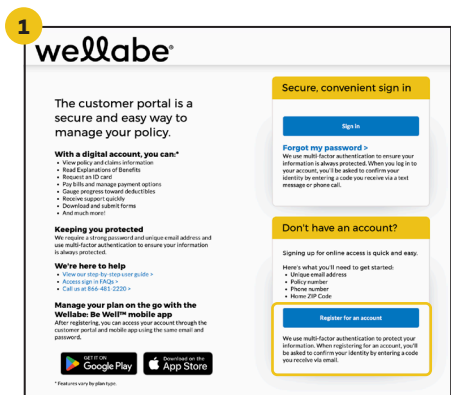 1
wellabe®
The customer portal is a
secure and easy way to
manage your policy.
With a digital account, you can:*
• View policy and claims information
• Read Explanations of Benefits
• Request an ID card
• Pay bills and manage payment options
• Gauge progress toward deductibles
• Receive support quickly
• Download and submit forms
• And much more!
Keeping you protected
We require a strong password and unique email address and
use multi-factor authentication to ensure your information
is always protected.
We're here to help
• View our step-by-step user guide >
• Access sign in FAQs >
• Call us at 866-481-2220 >
Manage your plan on the go with the
Wellabe: Be Well™ mobile app
After registering, you can access your account through the
customer portal and mobile app using the same email and
password.
GET IT ON
Google Play
Download on the
App Store
* Features vary by plan type.
Secure, convenient sign in
Sign in
Forgot my password >
We use multi-factor authentication to ensure your
information is always protected. When you log in to
your account, you'll be asked to confirm your
identity by entering a code you receive via a text
message or phone call.
Don't have an account?
Signing up for online access is quick and easy.
Here's what you'll need to get started:
• Unique email address
• Policy number
• Phone number
• Home ZIP Code
Register for an account
We use multi-factor authentication to protect your
information. When registering for an account, you'll
be asked to confirm your identity by entering a code
you receive via email.